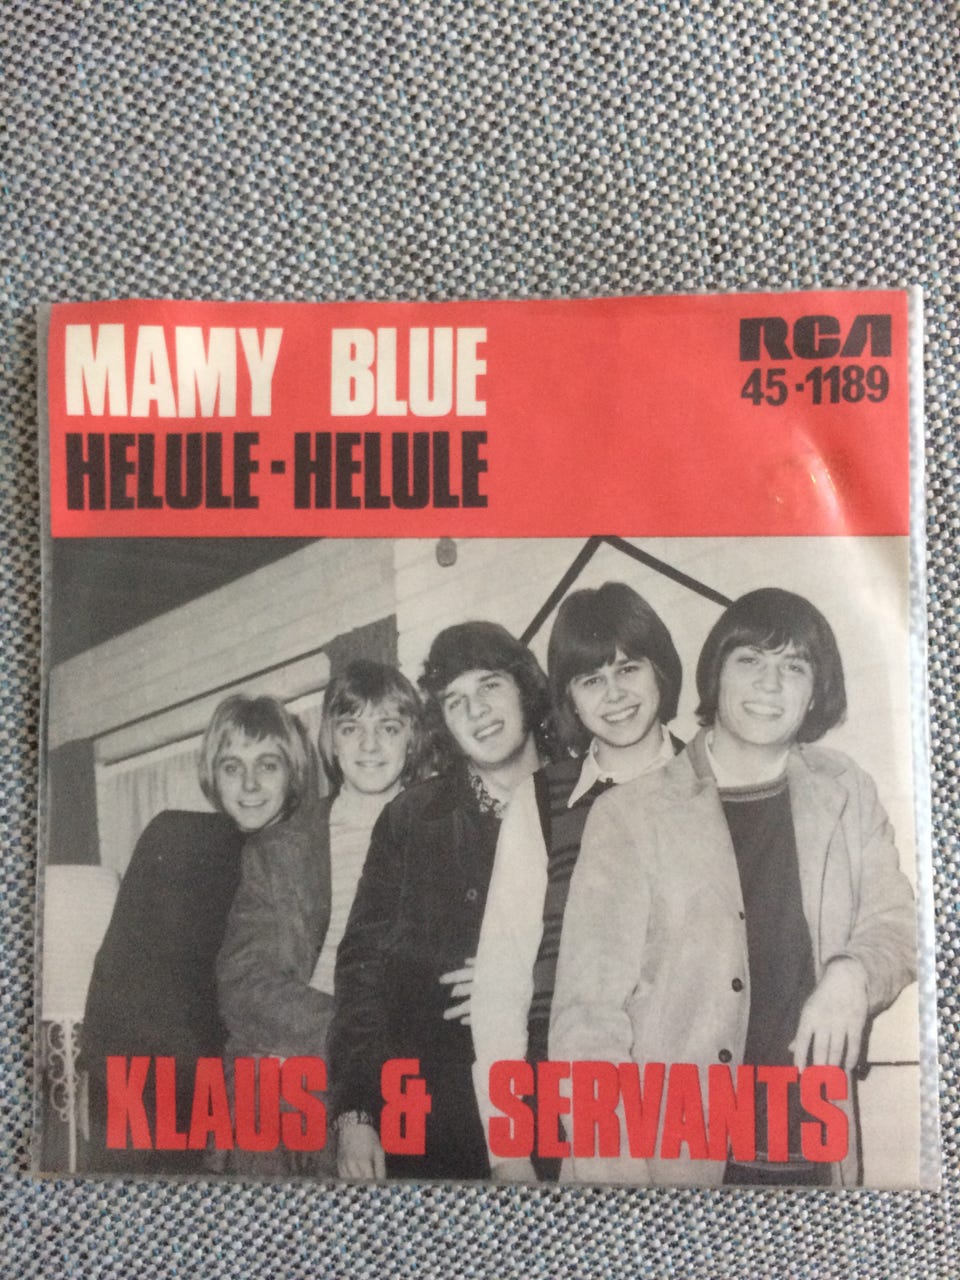 MAMY BLUE
HELULE-HELULE
RCA
45-1189
KLAUS & SERVANTS